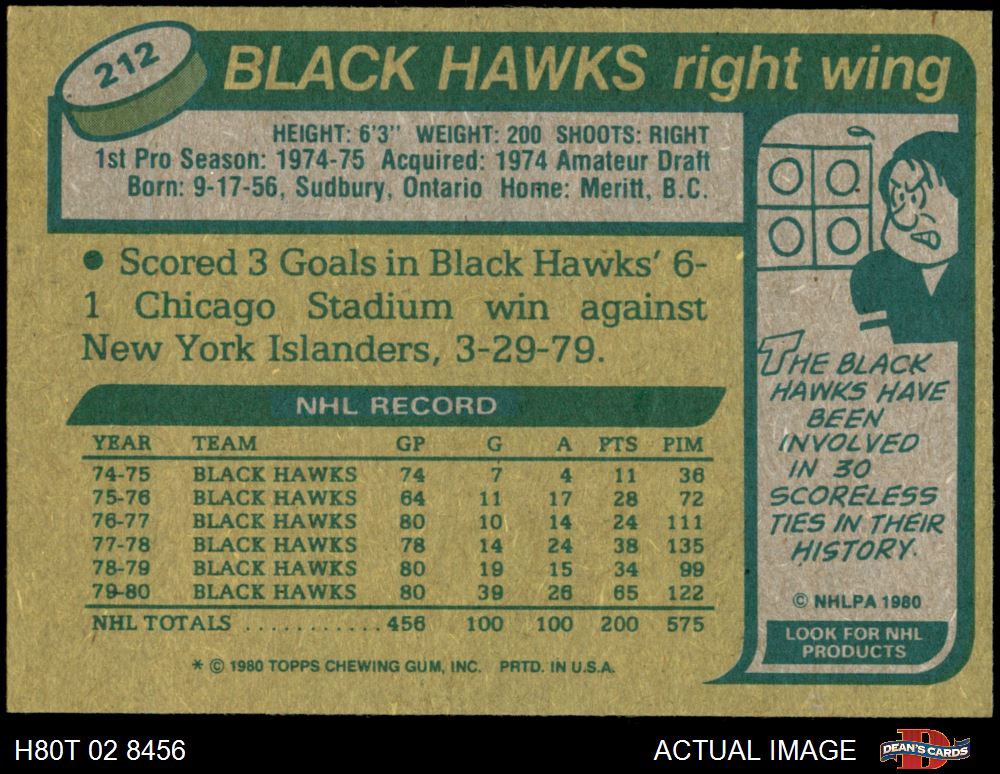 212
BLACK HAWKS right wing
HEIGHT: 6'3" WEIGHT: 200 SHOOTS: RIGHT
1st Pro Season: 1974-75 Acquired: 1974 Amateur Draft
Born: 9-17-56, Sudbury, Ontario Home: Meritt, B.C.
● Scored 3 Goals in Black Hawks' 6-
1 Chicago Stadium win against
New York Islanders, 3-29-79.
NHL RECORD
YEAR TEAM GP G A PTS PIM
74-75 BLACK HAWKS 74 7 4 11 36
75-76 BLACK HAWKS 64 11 17 28 72
76-77 BLACK HAWKS 80 10 14 24 111
77-78 BLACK HAWKS 78 14 24 38 135
78-79 BLACK HAWKS 80 19 15 34 99
79-80 BLACK HAWKS 80 39 26 65 122
NHL TOTALS ........... 456 100 100 200 575
* © 1980 TOPPS CHEWING GUM, INC. PRTD. IN U.S.A.
THE BLACK
HAWKS HAVE
BEEN
INVOLVED
IN 30
SCORELESS
TIES IN THEIR
HISTORY.
© NHLPA 1980
LOOK FOR NHL
PRODUCTS
H80T 02 8456
ACTUAL IMAGE
DEAN'S CARDS